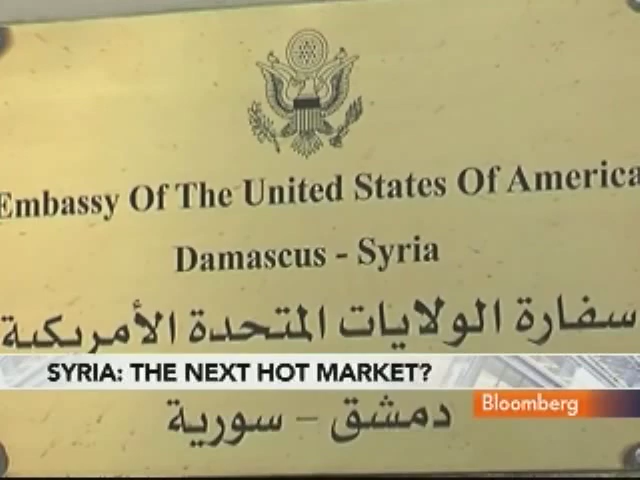 Embassy Of The United States Of America
Damascus - Syria
سفارة الولايات المتحدة الأمريكية
SYRIA: THE NEXT HOT MARKET?
Bloomberg
دمشق - سورية